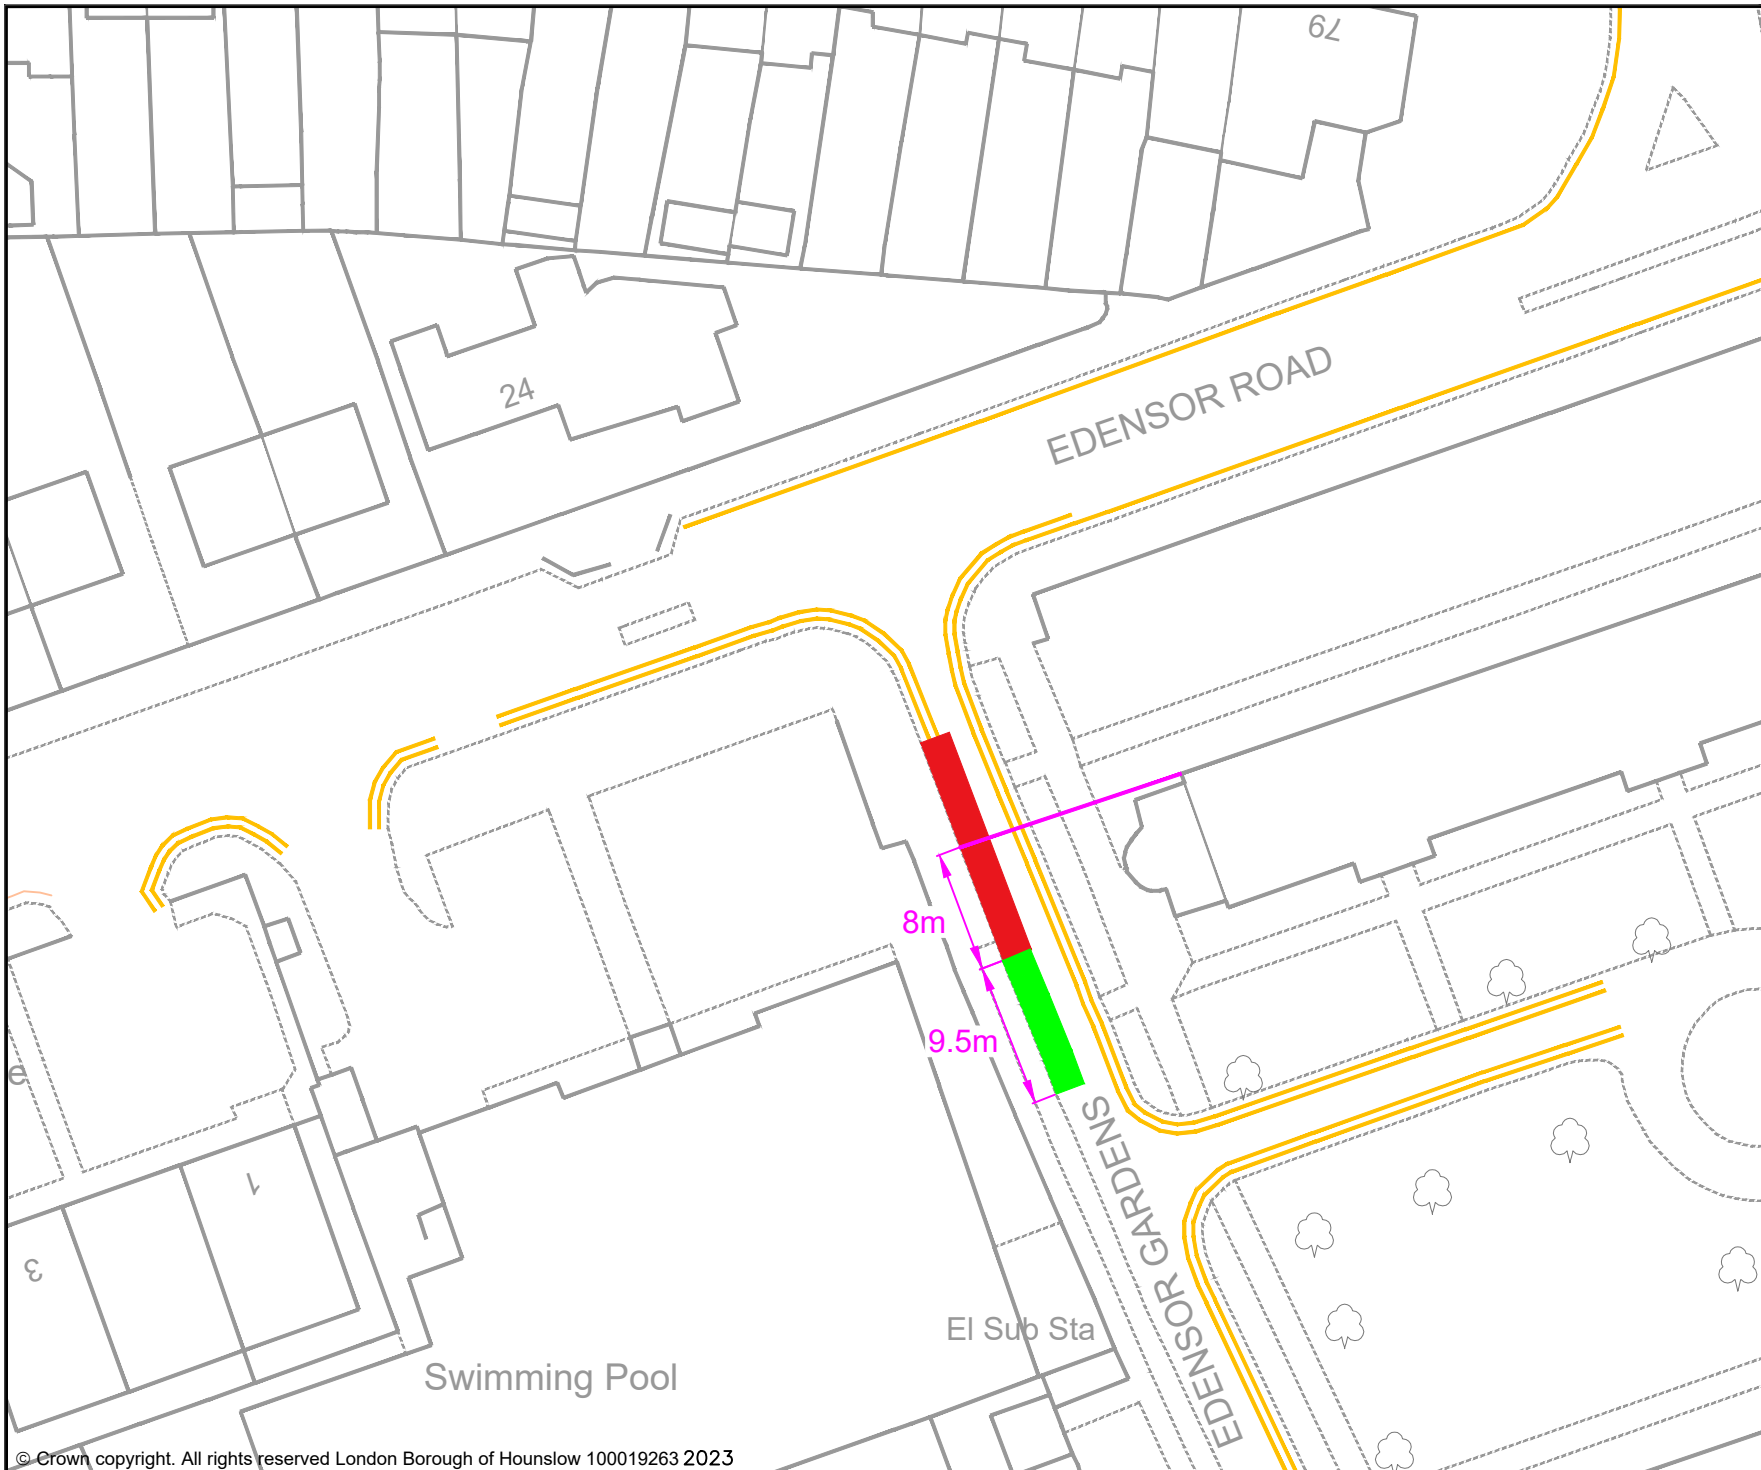 79
24
EDENSOR ROAD
8m
9.5m
e
EDENSOR GARDENS
1
3
El Sub Sta
Swimming Pool
© Crown copyright. All rights reserved London Borough of Hounslow 100019263 2023